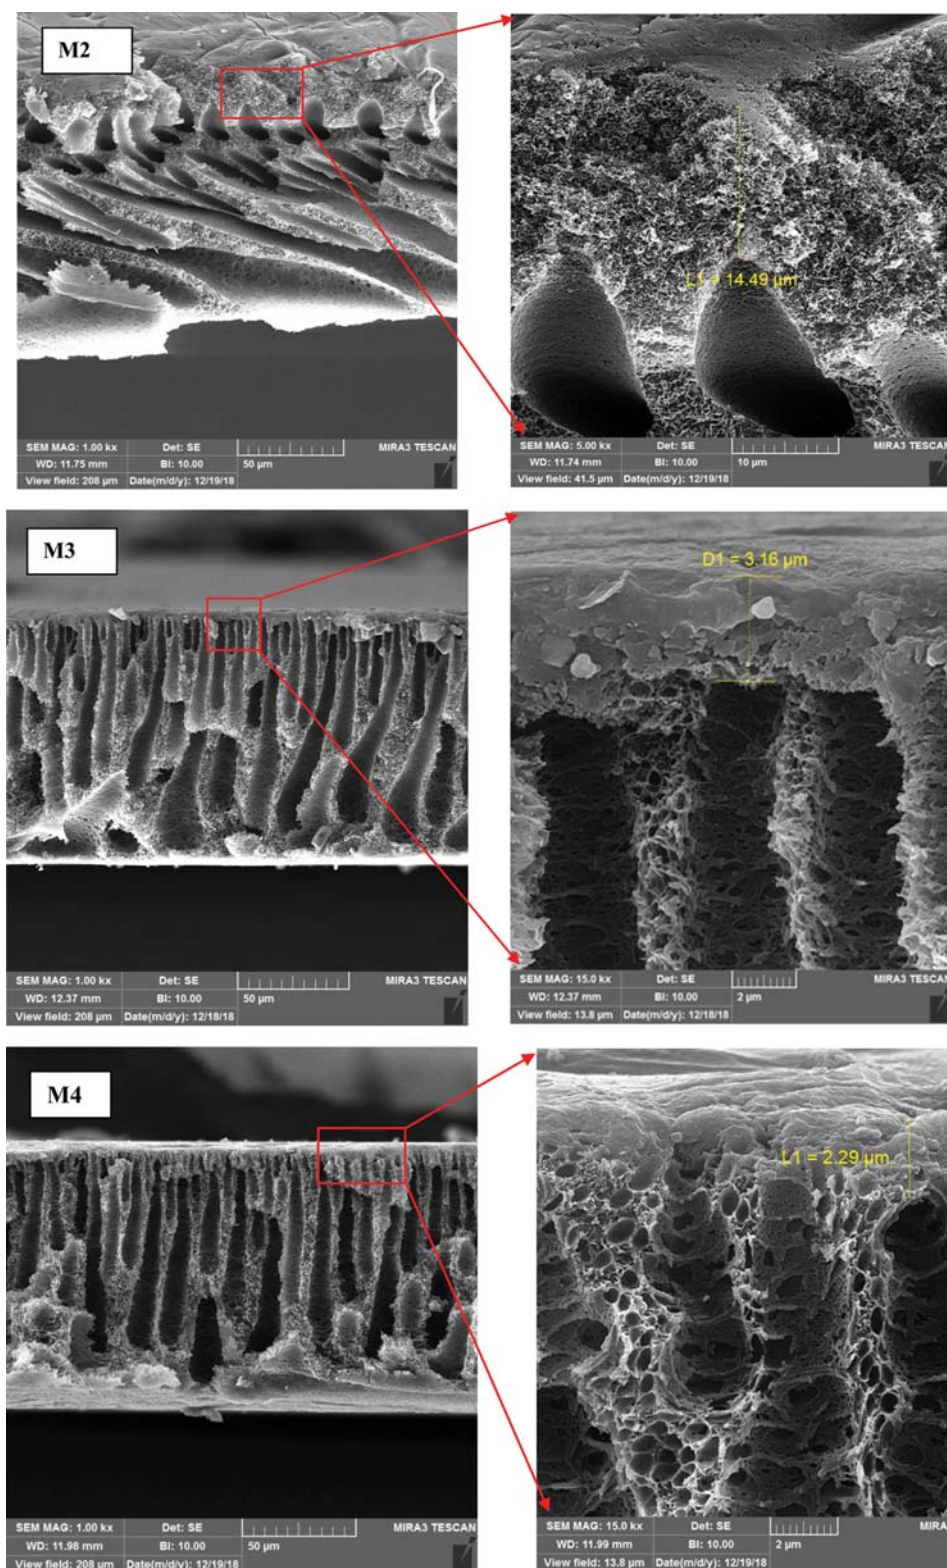 M2
L1 = 14.49 µm
SEM MAG: 1.00 kx Det: SE MIRA3 TESCAN
WD: 11.75 mm BI: 10.00 50 µm
View field: 208 µm Date(m/d/y): 12/19/18
SEM MAG: 5.00 kx Det: SE MIRA3 TESCAN
WD: 11.74 mm BI: 10.00 10 µm
View field: 41.5 µm Date(m/d/y): 12/19/18
M3
D1 = 3.16 µm
SEM MAG: 1.00 kx Det: SE MIRA3 TESCAN
WD: 12.37 mm BI: 10.00 50 µm
View field: 208 µm Date(m/d/y): 12/18/18
SEM MAG: 15.0 kx Det: SE MIRA3 TESCAN
WD: 12.37 mm BI: 10.00 2 µm
View field: 13.8 µm Date(m/d/y): 12/18/18
M4
L1 = 2.29 µm
SEM MAG: 1.00 kx Det: SE MIRA3 TESCAN
WD: 11.98 mm BI: 10.00 50 µm
View field: 208 µm Date(m/d/y): 12/19/18
SEM MAG: 15.0 kx Det: SE MIRA3
WD: 11.99 mm BI: 10.00 2 µm
View field: 13.8 µm Date(m/d/y): 12/19/18